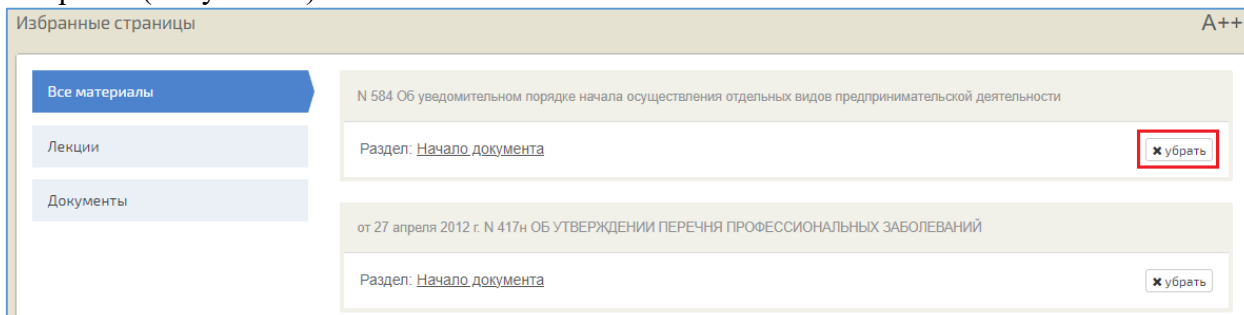 Избранные страницы
A++
Все материалы
Лекции
Документы
N 584 Об уведомительном порядке начала осуществления отдельных видов предпринимательской деятельности
Раздел: Начало документа
✖ убрать
от 27 апреля 2012 г. N 417н ОБ УТВЕРЖДЕНИИ ПЕРЕЧНЯ ПРОФЕССИОНАЛЬНЫХ ЗАБОЛЕВАНИЙ
Раздел: Начало документа
✖ убрать